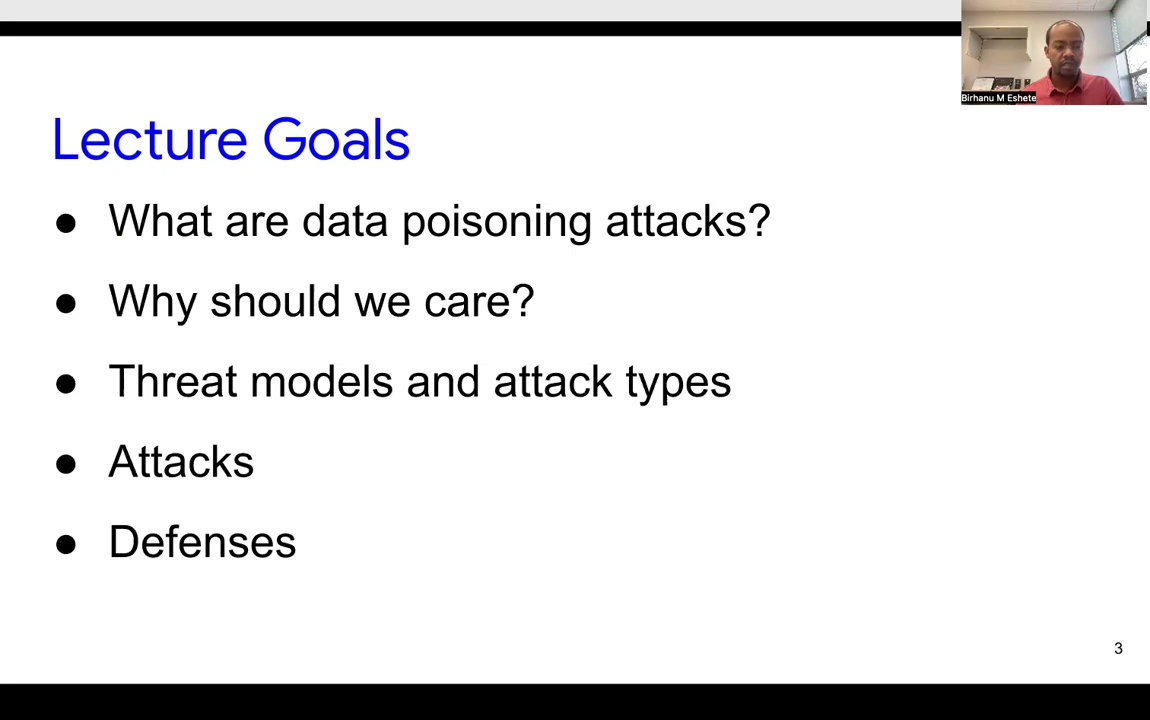 Birhanu M Eshete
Lecture Goals
● What are data poisoning attacks?
● Why should we care?
● Threat models and attack types
● Attacks
● Defenses
3